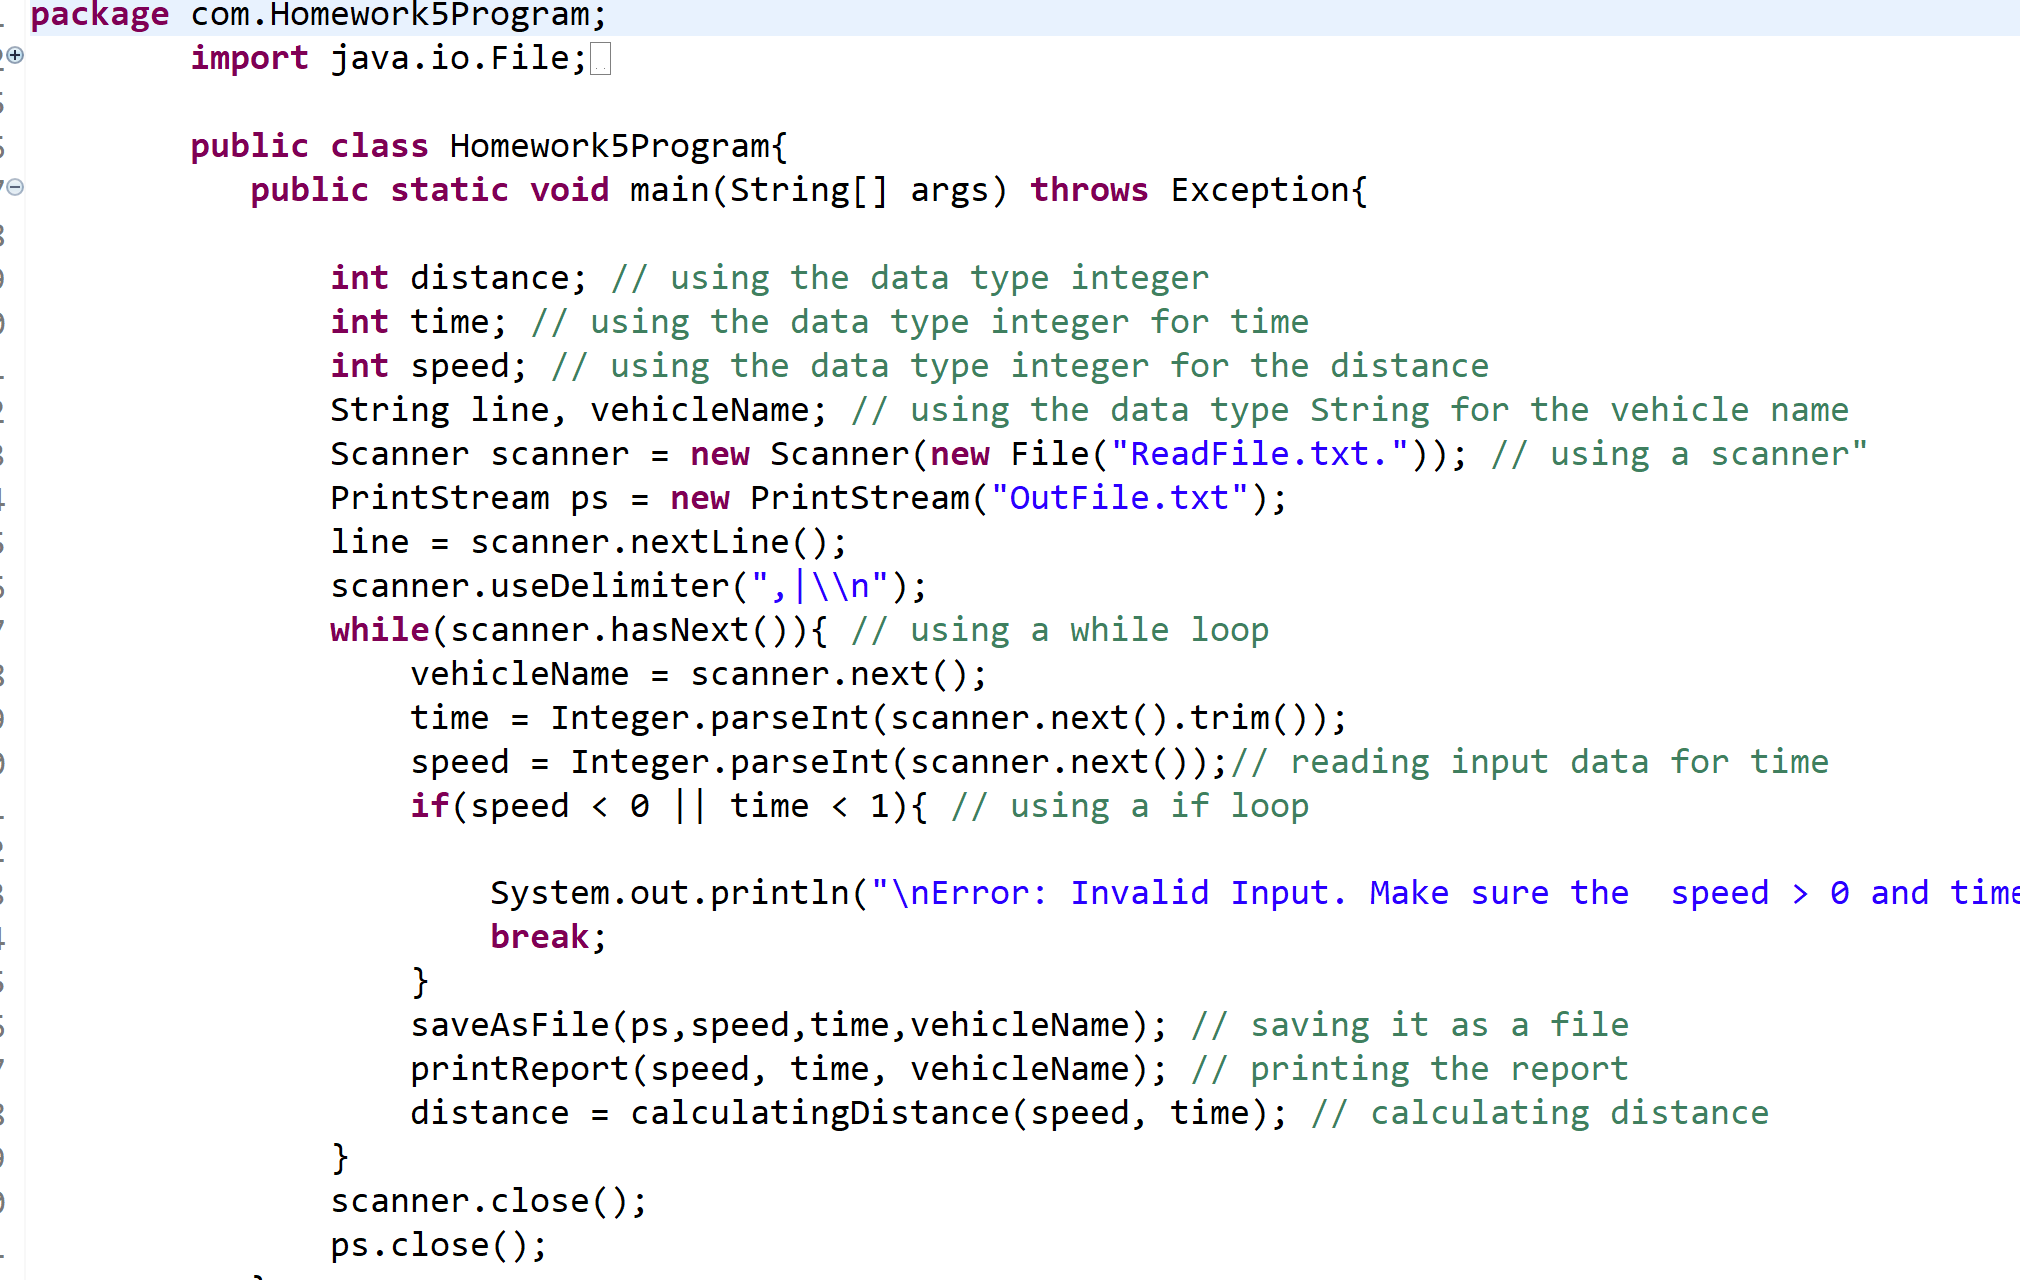 package com.Homework5Program;
import java.io.File;
public class Homework5Program{
public static void main(String[] args) throws Exception{
int distance; // using the data type integer
int time; // using the data type integer for time
int speed; // using the data type integer for the distance
String line, vehicleName; // using the data type String for the vehicle name
Scanner scanner = new Scanner(new File("ReadFile.txt.")); // using a scanner"
PrintStream ps = new PrintStream("OutFile.txt");
line = scanner.nextLine();
scanner.useDelimiter(",|\\n");
while(scanner.hasNext()){ // using a while loop
vehicleName = scanner.next();
time = Integer.parseInt(scanner.next().trim());
speed = Integer.parseInt(scanner.next());// reading input data for time
if(speed < 0 || time < 1){ // using a if loop
System.out.println("\nError: Invalid Input. Make sure the  speed > 0 and time
break;
}
saveAsFile(ps,speed,time,vehicleName); // saving it as a file
printReport(speed, time, vehicleName); // printing the report
distance = calculatingDistance(speed, time); // calculating distance
}
scanner.close();
ps.close();